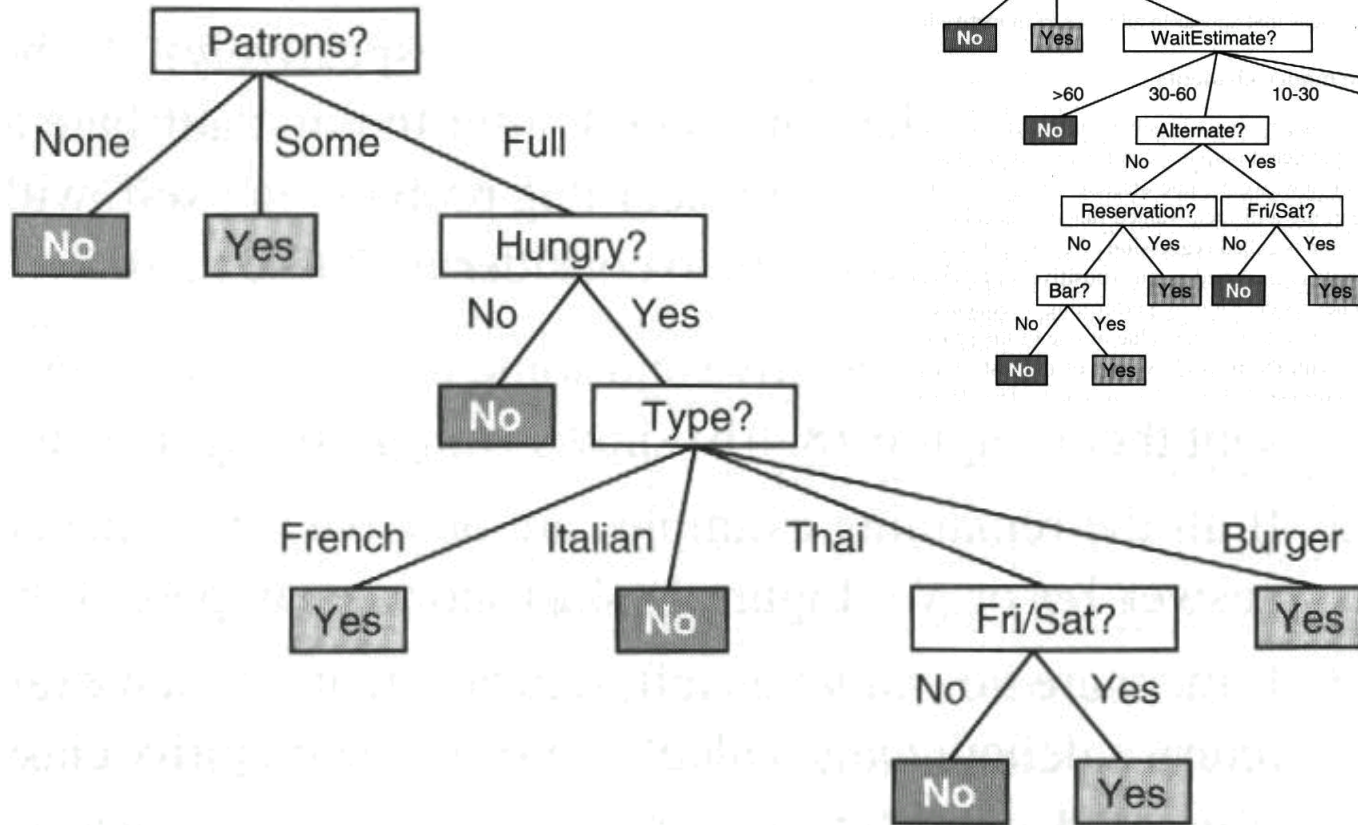 Patrons?
None Some Full
No Yes Hungry?
No Yes
No Type?
French Italian Thai Burger
Yes No Fri/Sat? Yes
No Yes
No Yes
No Yes WaitEstimate?
>60 30-60 10-30
No Alternate?
No Yes
Reservation? Fri/Sat?
No Yes No Yes
Bar? Yes No Yes
No Yes
No Yes